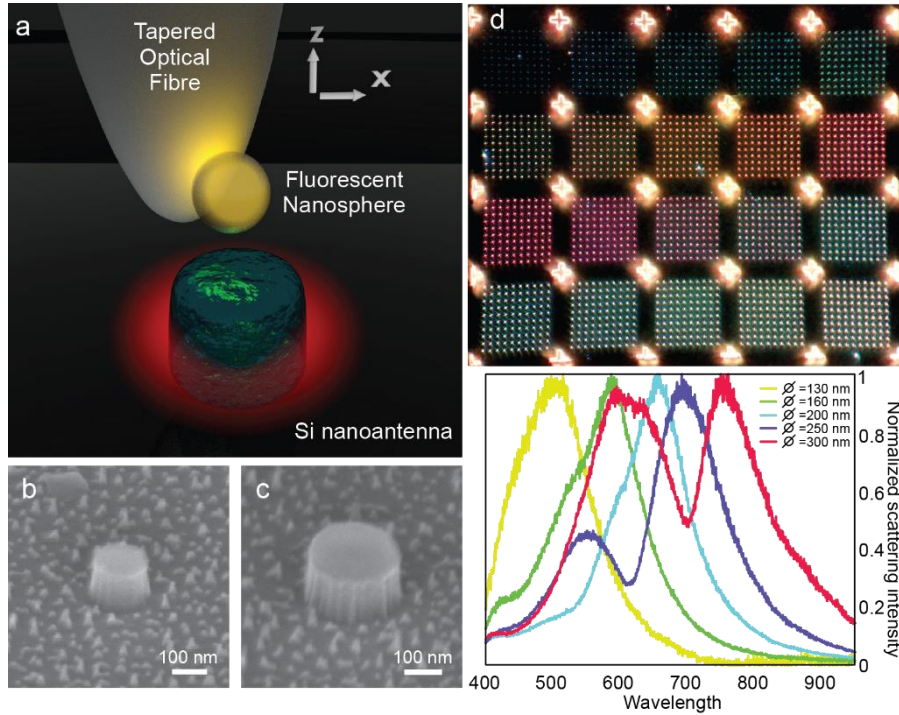 a
Tapered
Optical
Fibre
z
x
Fluorescent
Nanosphere
Si nanoantenna
b
100 nm
c
100 nm
d
Ø =130 nm
Ø =160 nm
Ø =200 nm
Ø =250 nm
Ø =300 nm
1
0.8
0.6
0.4
0.2
0
Normalized scattering intensity
400 500 600 700 800 900
Wavelength